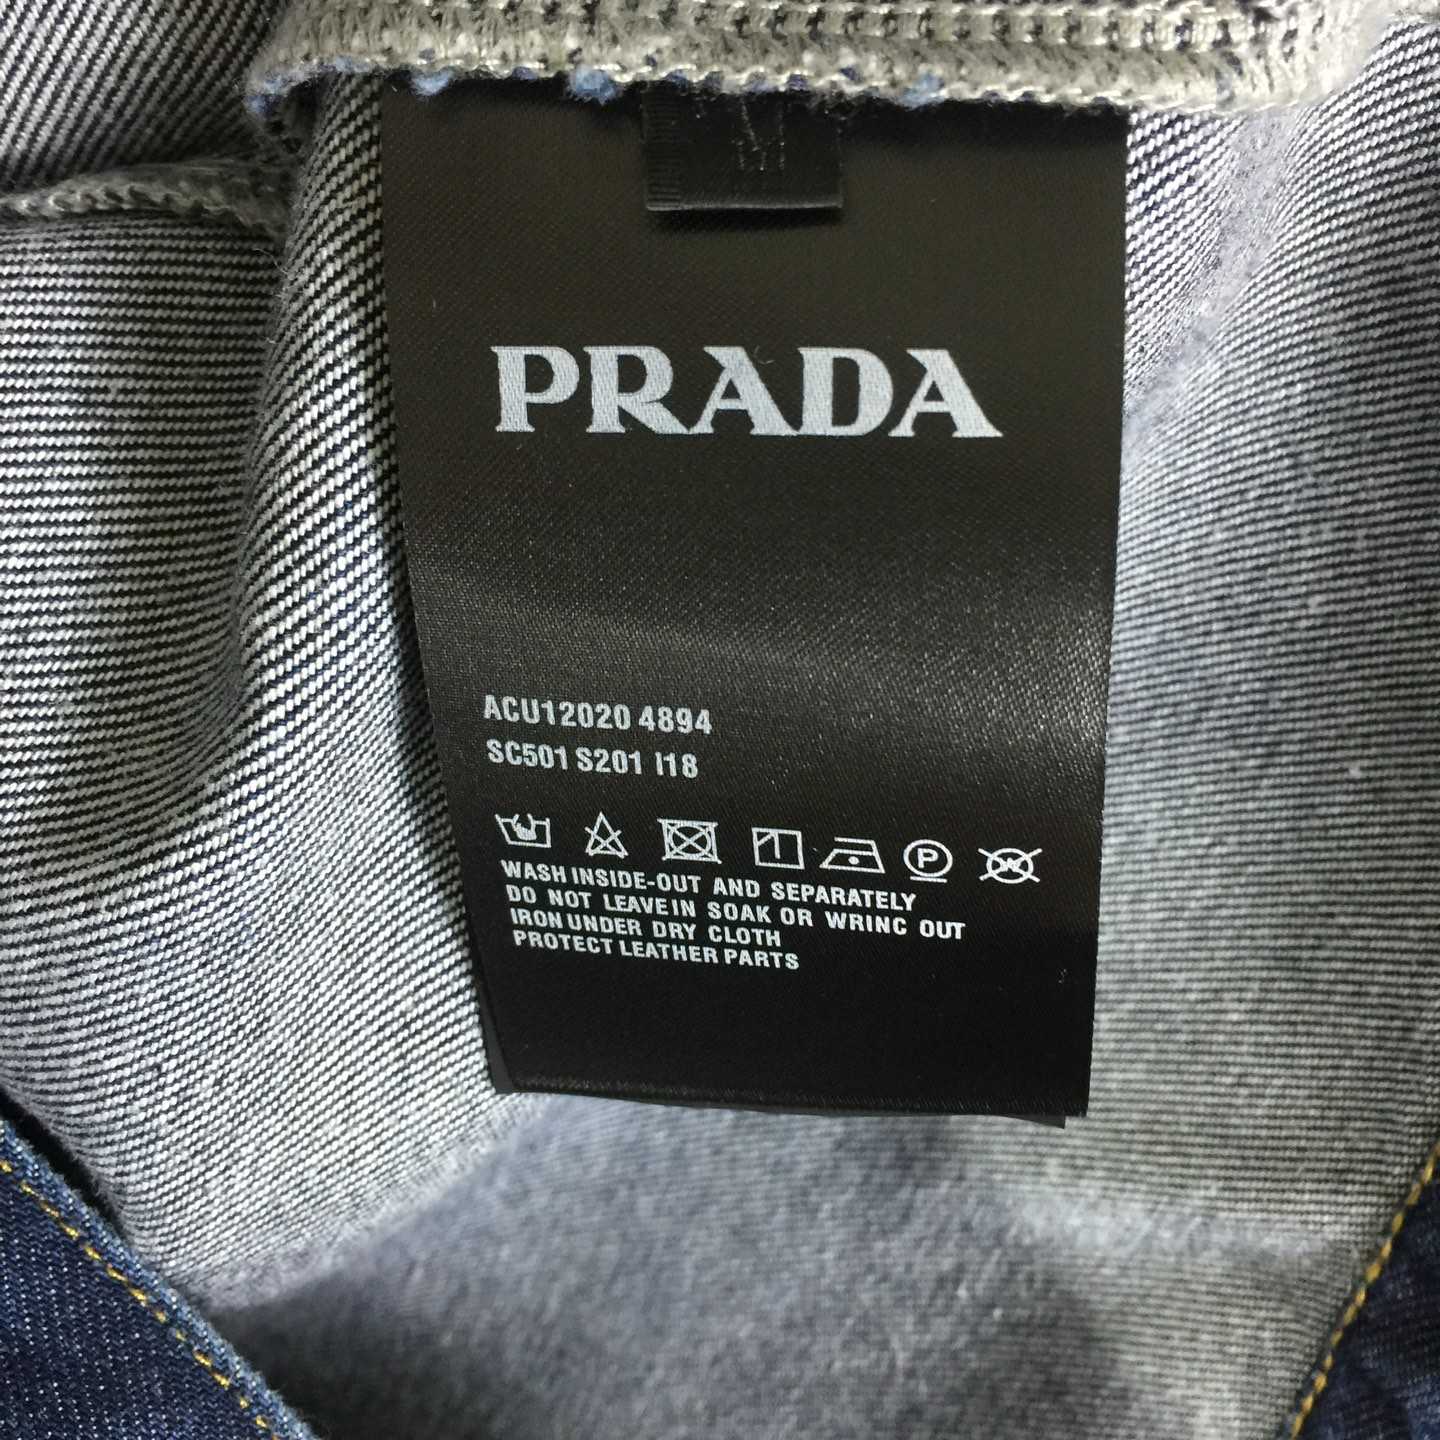 M
PRADA
ACU12020 4894
SC501 S201 I18
P
WASH INSIDE-OUT AND SEPARATELY
DO NOT LEAVE IN SOAK OR WRINC OUT
IRON UNDER DRY CLOTH
PROTECT LEATHER PARTS